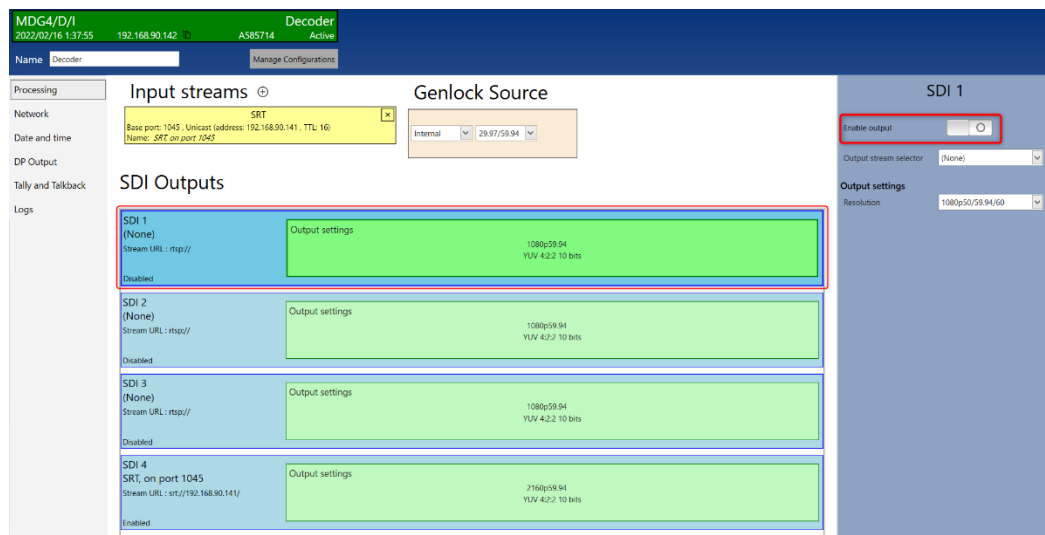 MDG4/D/I Decoder
2022/02/16 1:37:55 192.168.90.142 A585714 Active
Name Decoder Manage Configurations
Processing
Network
Date and time
DP Output
Tally and Talkback
Logs
Input streams
SRT
Base port: 1045 , Unicast (address: 192.168.90.141 , TTL: 16)
Name: SRT, on port 1045
Genlock Source
Internal 29.97/59.94
SDI Outputs
SDI 1
(None)
Stream URL : rtsp://
Disabled
Output settings
1080p59.94
YUV 4:2:2 10 bits
SDI 2
(None)
Stream URL : rtsp://
Disabled
Output settings
1080p59.94
YUV 4:2:2 10 bits
SDI 3
(None)
Stream URL : rtsp://
Disabled
Output settings
1080p59.94
YUV 4:2:2 10 bits
SDI 4
SRT, on port 1045
Stream URL : srt://192.168.90.141/
Enabled
Output settings
2160p59.94
YUV 4:2:2 10 bits
SDI 1
Enable output
Output stream selector (None)
Output settings
Resolution 1080p50/59.94/60